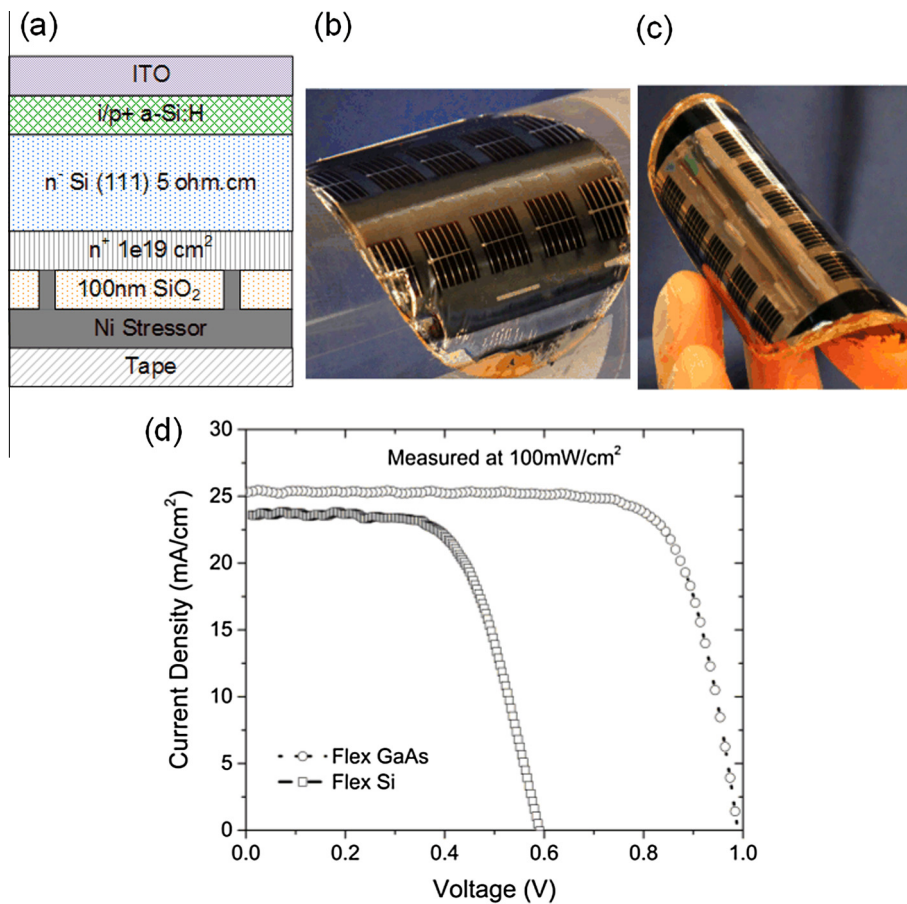 (a)
ITO
i/p+ a-Si:H
n⁻ Si (111) 5 ohm.cm
n⁺ 1e19 cm²
100nm SiO₂
Ni Stressor
Tape
(b)
(c)
(d)
Measured at 100mW/cm²
Current Density (mA/cm²)
30
25
20
15
10
5
0
Flex GaAs
Flex Si
0.0 0.2 0.4 0.6 0.8 1.0
Voltage (V)